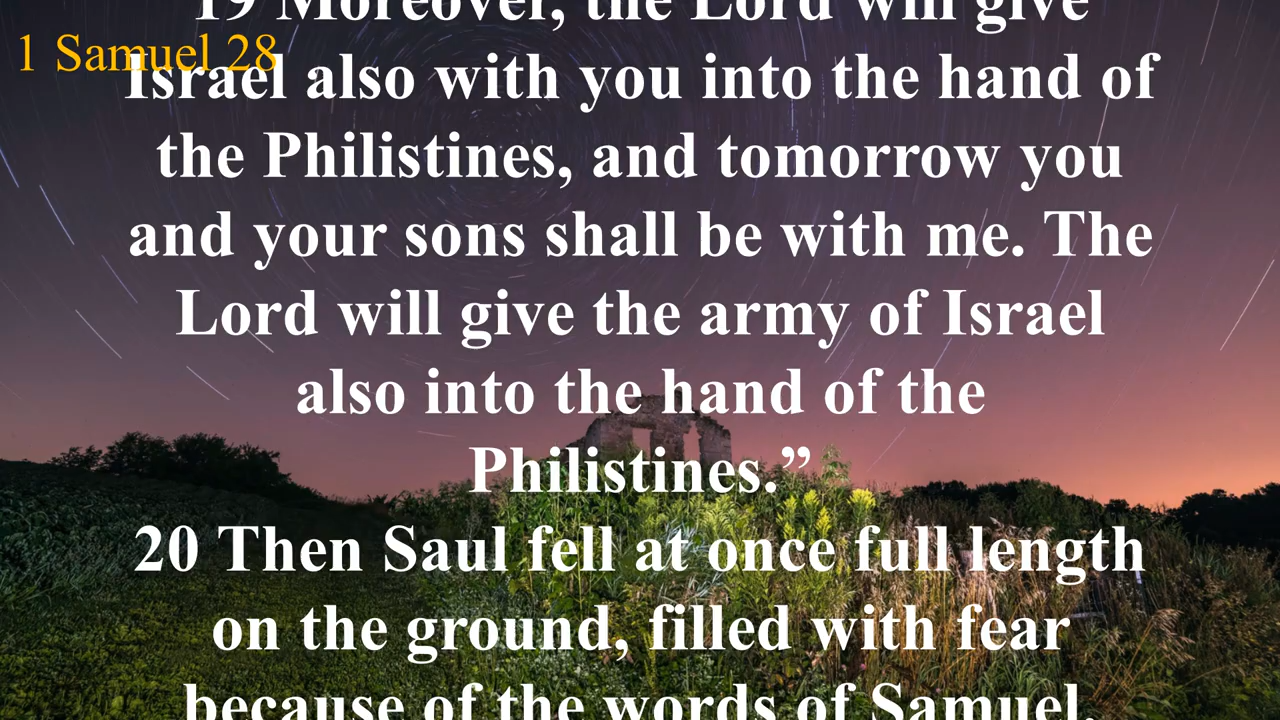 19 Moreover, the Lord will give
1 Samuel 28
Israel also with you into the hand of
the Philistines, and tomorrow you
and your sons shall be with me. The
Lord will give the army of Israel
also into the hand of the
Philistines.”
20 Then Saul fell at once full length
on the ground, filled with fear
because of the words of Samuel.